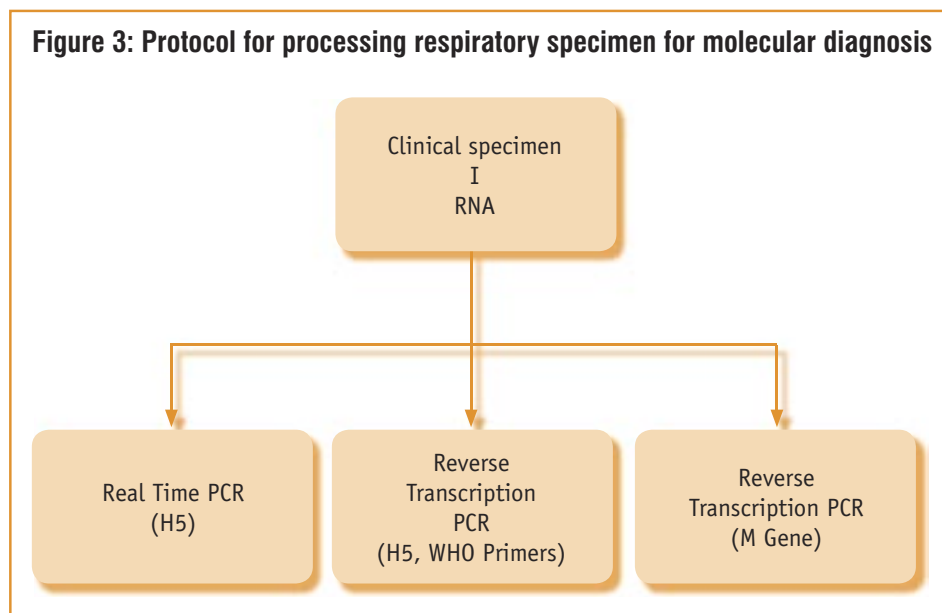 Figure 3: Protocol for processing respiratory specimen for molecular diagnosis
Clinical specimen
I
RNA
Real Time PCR
(H5)
Reverse
Transcription
PCR
(H5, WHO Primers)
Reverse
Transcription PCR
(M Gene)